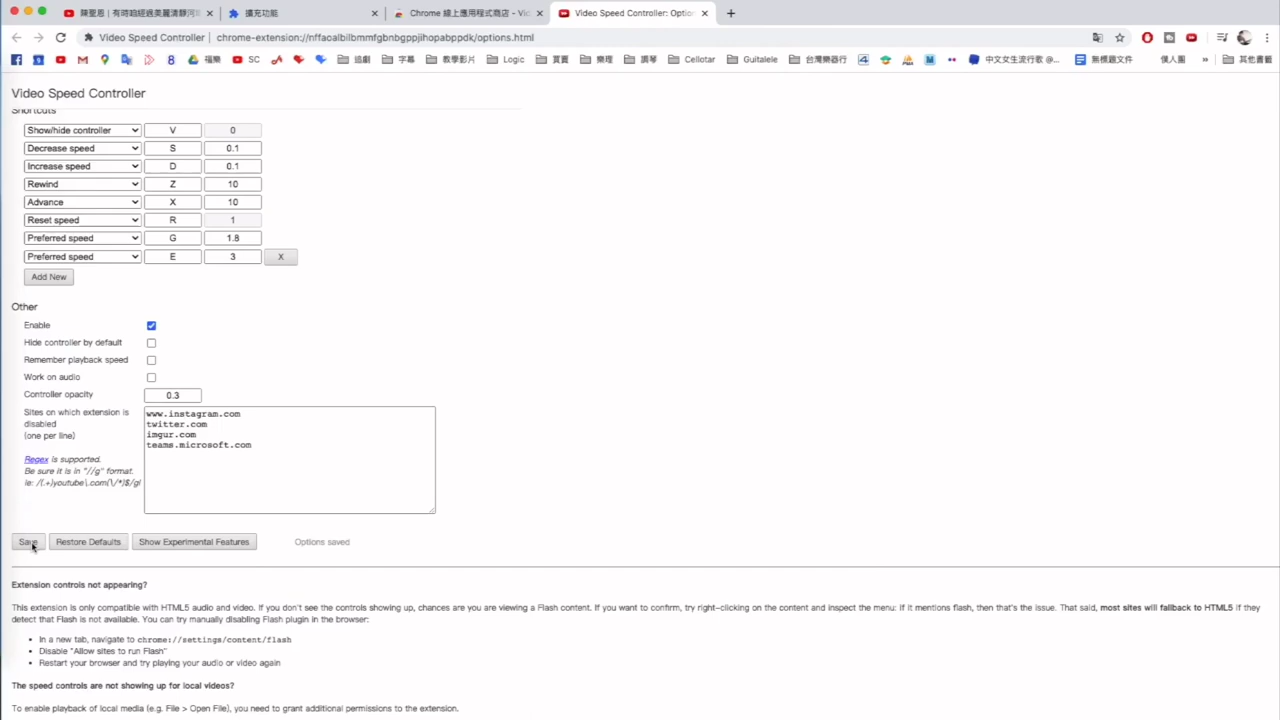 陳聖恩 | 有時咱經過美麗清靜河
擴充功能
Chrome 線上應用程式商店 - Vid
Video Speed Controller: Option
Video Speed Controller | chrome-extension://nffaoalbilbmmfgbnbgppjihopabppdk/options.html
福樂 SC 追劇 字幕 教學影片 Logic 買賣 樂理 調琴 Cellotar Guitalele 台灣樂器行 中文女生流行歌 @... 無標題文件 僕人團 » 其他書籤
Video Speed Controller
Shortcuts
Show/hide controller V 0
Decrease speed S 0.1
Increase speed D 0.1
Rewind Z 10
Advance X 10
Reset speed R 1
Preferred speed G 1.8
Preferred speed E 3 X
Add New
Other
Enable
Hide controller by default
Remember playback speed
Work on audio
Controller opacity 0.3
Sites on which extension is
disabled
(one per line)
www.instagram.com
twitter.com
imgur.com
teams.microsoft.com
Regex is supported.
Be sure it is in "//g" format.
ie: /(.+)youtube\.com(\/*)$/gi
Save Restore Defaults Show Experimental Features Options saved
Extension controls not appearing?
This extension is only compatible with HTML5 audio and video. If you don't see the controls showing up, chances are you are viewing a Flash content. If you want to confirm, try right-clicking on the content and inspect the menu: if it mentions flash, then that's the issue. That said, most sites will fallback to HTML5 if they
detect that Flash is not available. You can try manually disabling Flash plugin in the browser:
• In a new tab, navigate to chrome://settings/content/flash
• Disable "Allow sites to run Flash"
• Restart your browser and try playing your audio or video again
The speed controls are not showing up for local videos?
To enable playback of local media (e.g. File > Open File), you need to grant additional permissions to the extension.